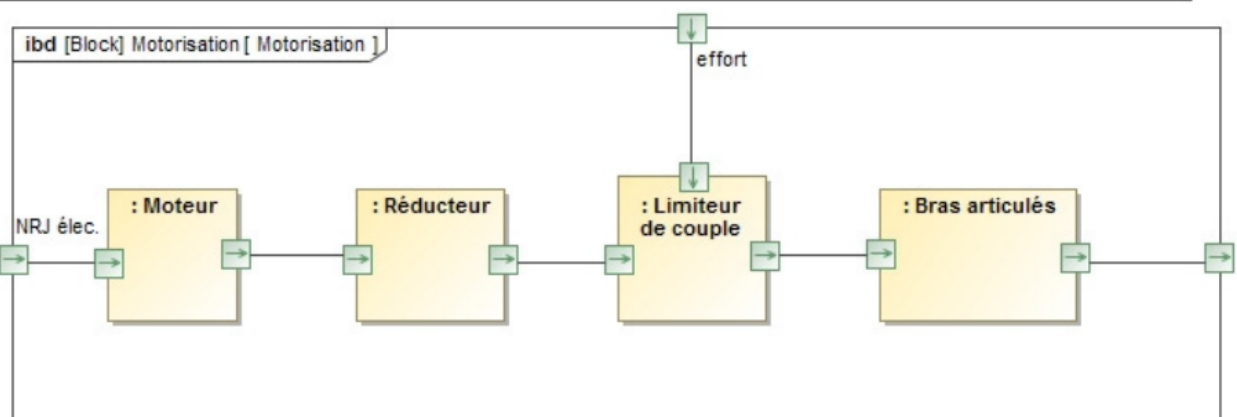 ibd [Block] Motorisation [ Motorisation ]
effort
NRJ élec.
: Moteur
: Réducteur
: Limiteur
de couple
: Bras articulés